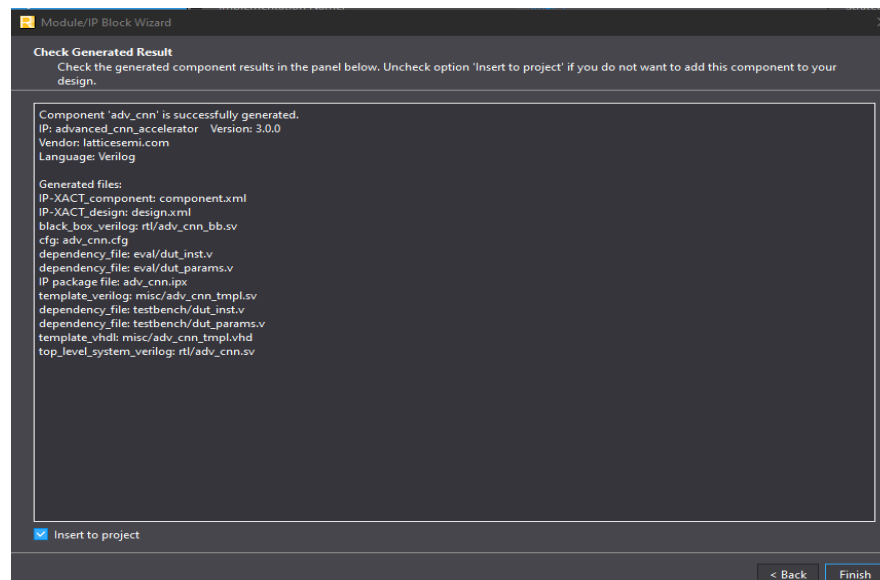 Module/IP Block Wizard
Check Generated Result
Check the generated component results in the panel below. Uncheck option 'Insert to project' if you do not want to add this component to your
design.
Component 'adv_cnn' is successfully generated.
IP: advanced_cnn_accelerator Version: 3.0.0
Vendor: latticesemi.com
Language: Verilog
Generated files:
IP-XACT_component: component.xml
IP-XACT_design: design.xml
black_box_verilog: rtl/adv_cnn_bb.sv
cfg: adv_cnn.cfg
dependency_file: eval/dut_inst.v
dependency_file: eval/dut_params.v
IP package file: adv_cnn.ipx
template_verilog: misc/adv_cnn_tmpl.sv
dependency_file: testbench/dut_inst.v
dependency_file: testbench/dut_params.v
template_vhdl: misc/adv_cnn_tmpl.vhd
top_level_system_verilog: rtl/adv_cnn.sv
Insert to project
< Back Finish